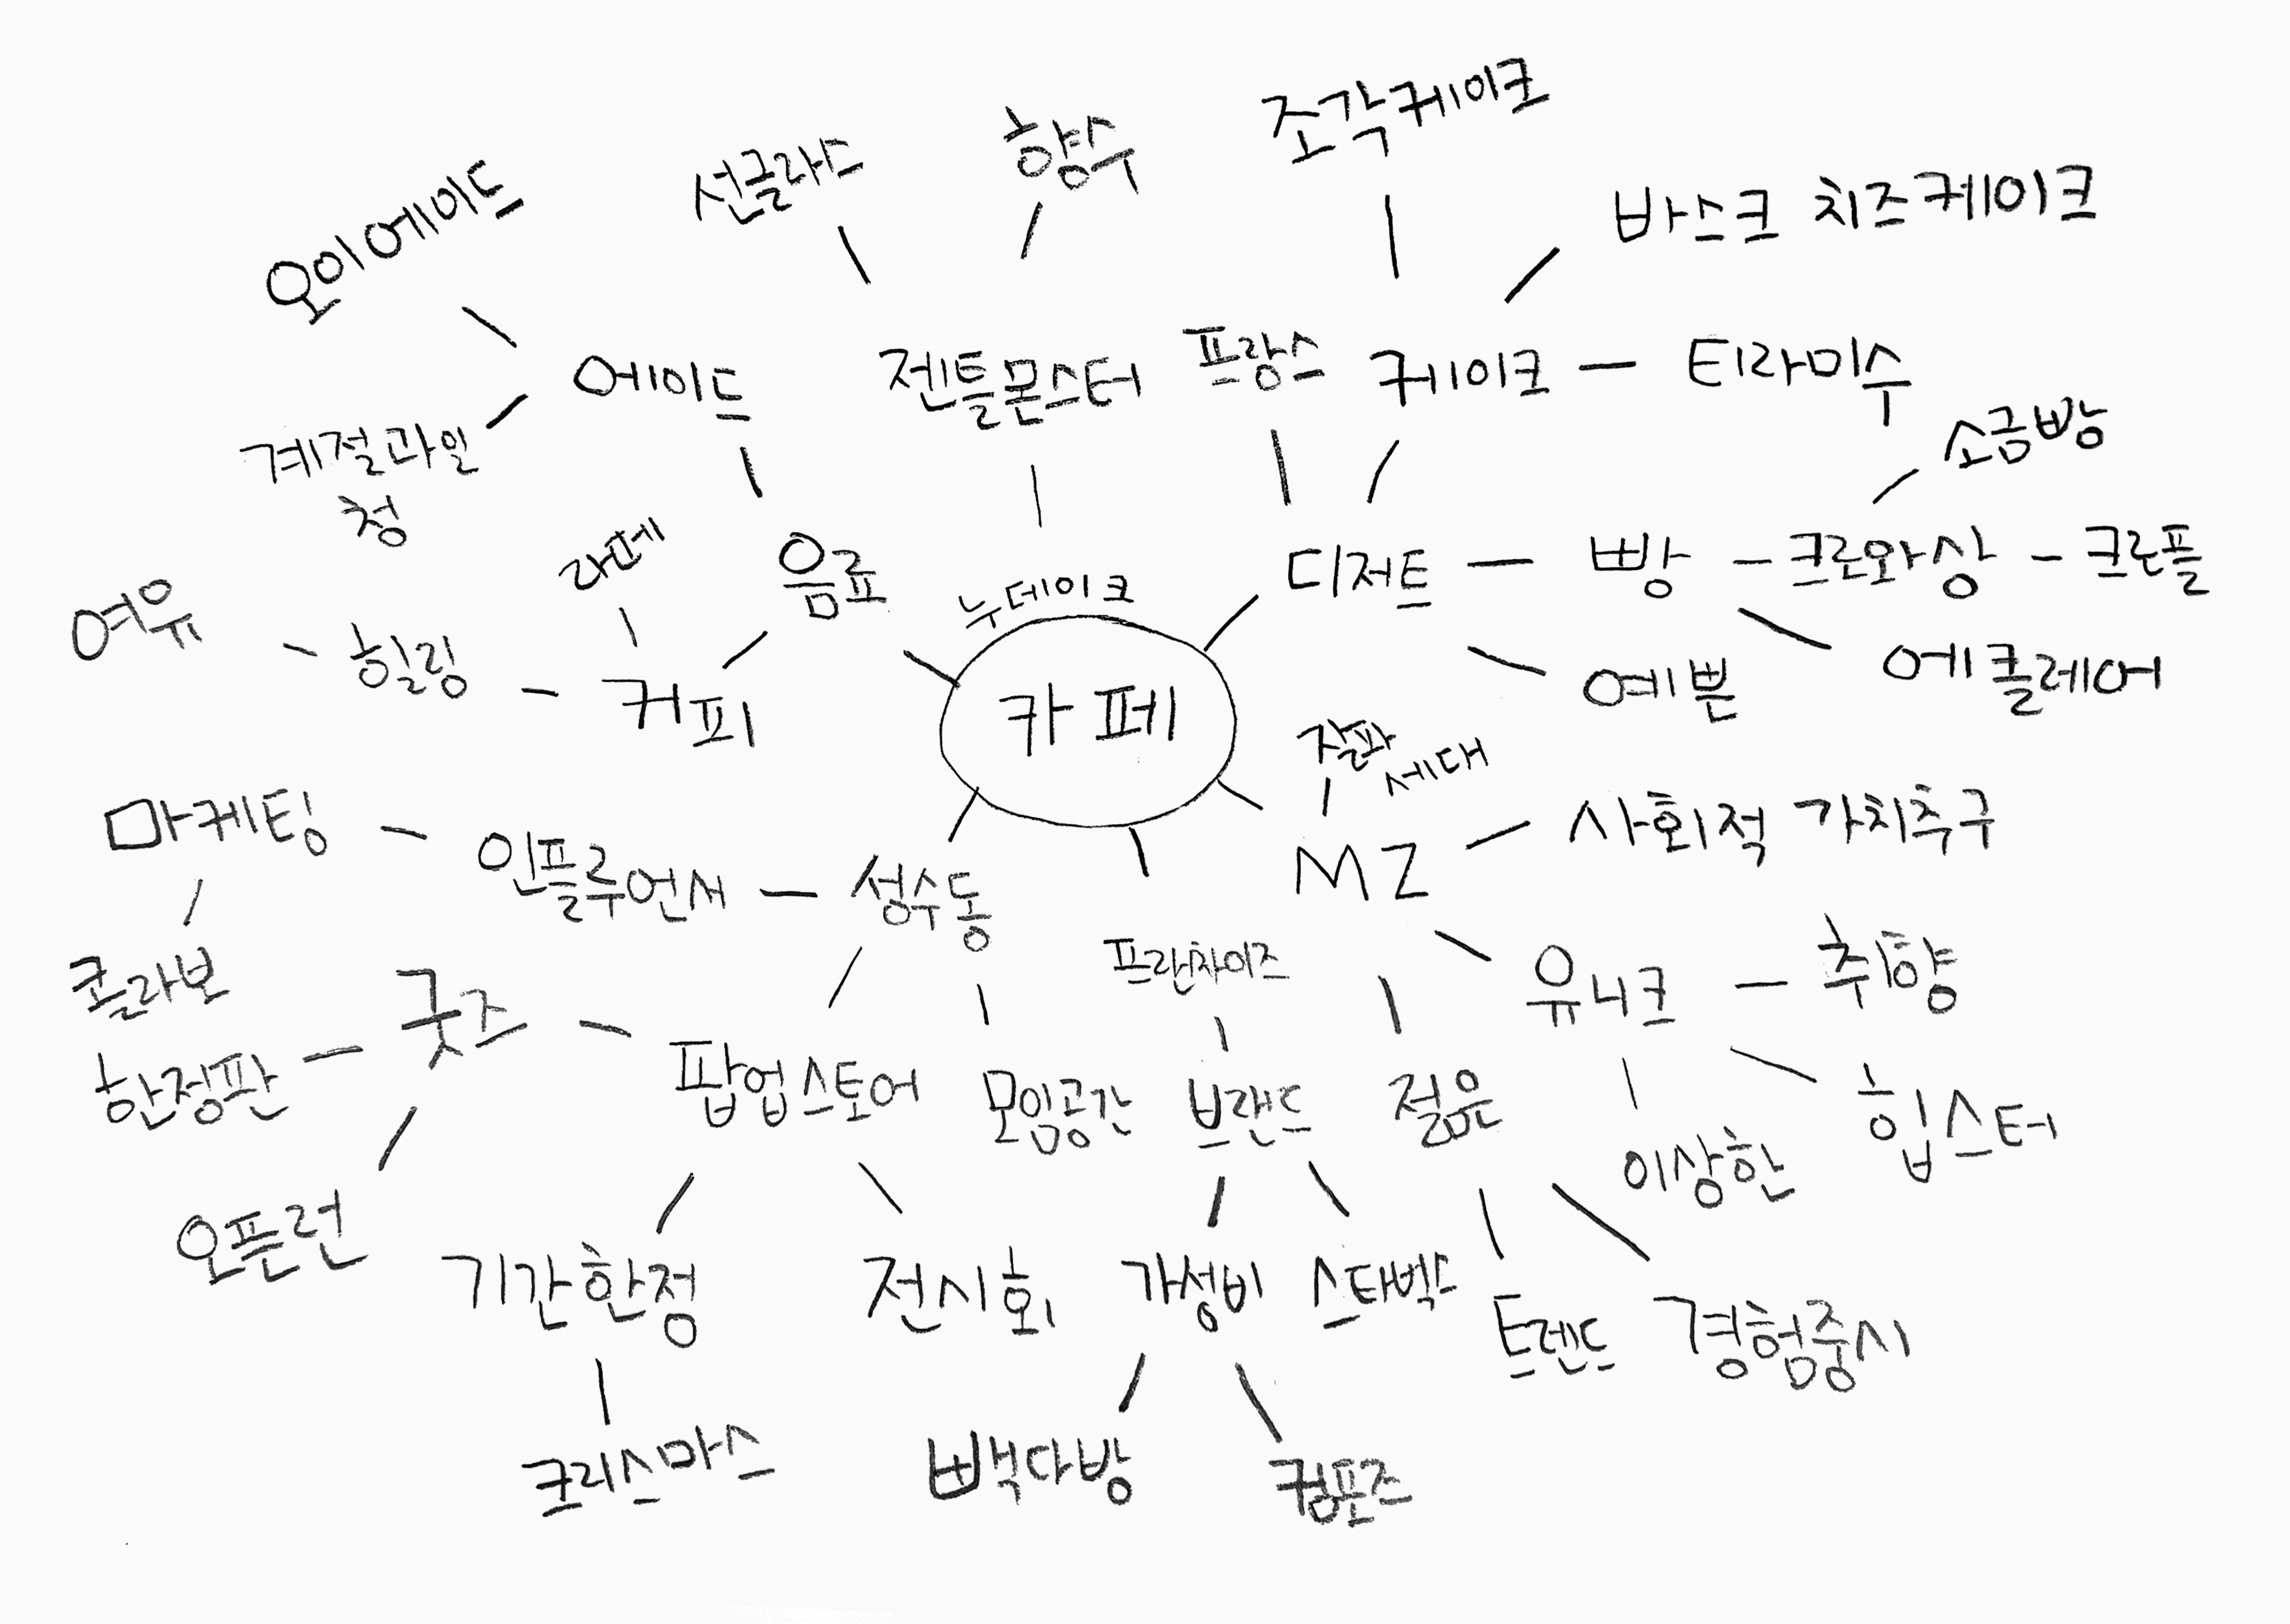 조각케이크
향수
선글라스
오이에이드
바스크 치즈케이크
에이드
젠틀몬스터
프랑스
케이크
티라미수
소금빵
계절과일
청
라떼
음료
누데이크
디저트
빵
크로와상
크로플
여유
힐링
커피
카페
예쁜
에클레어
잘파
세대
마케팅
인플루언서
성수동
MZ
사회적 가치추구
콜라보
굿즈
프란차이즈
유니크
취향
한정판
팝업스토어
모임공간
브랜드
젊은
이상한
힙스터
오픈런
기간한정
전시회
가성비
스타벅스
트렌드
경험중시
크리스마스
빽다방
컴포즈